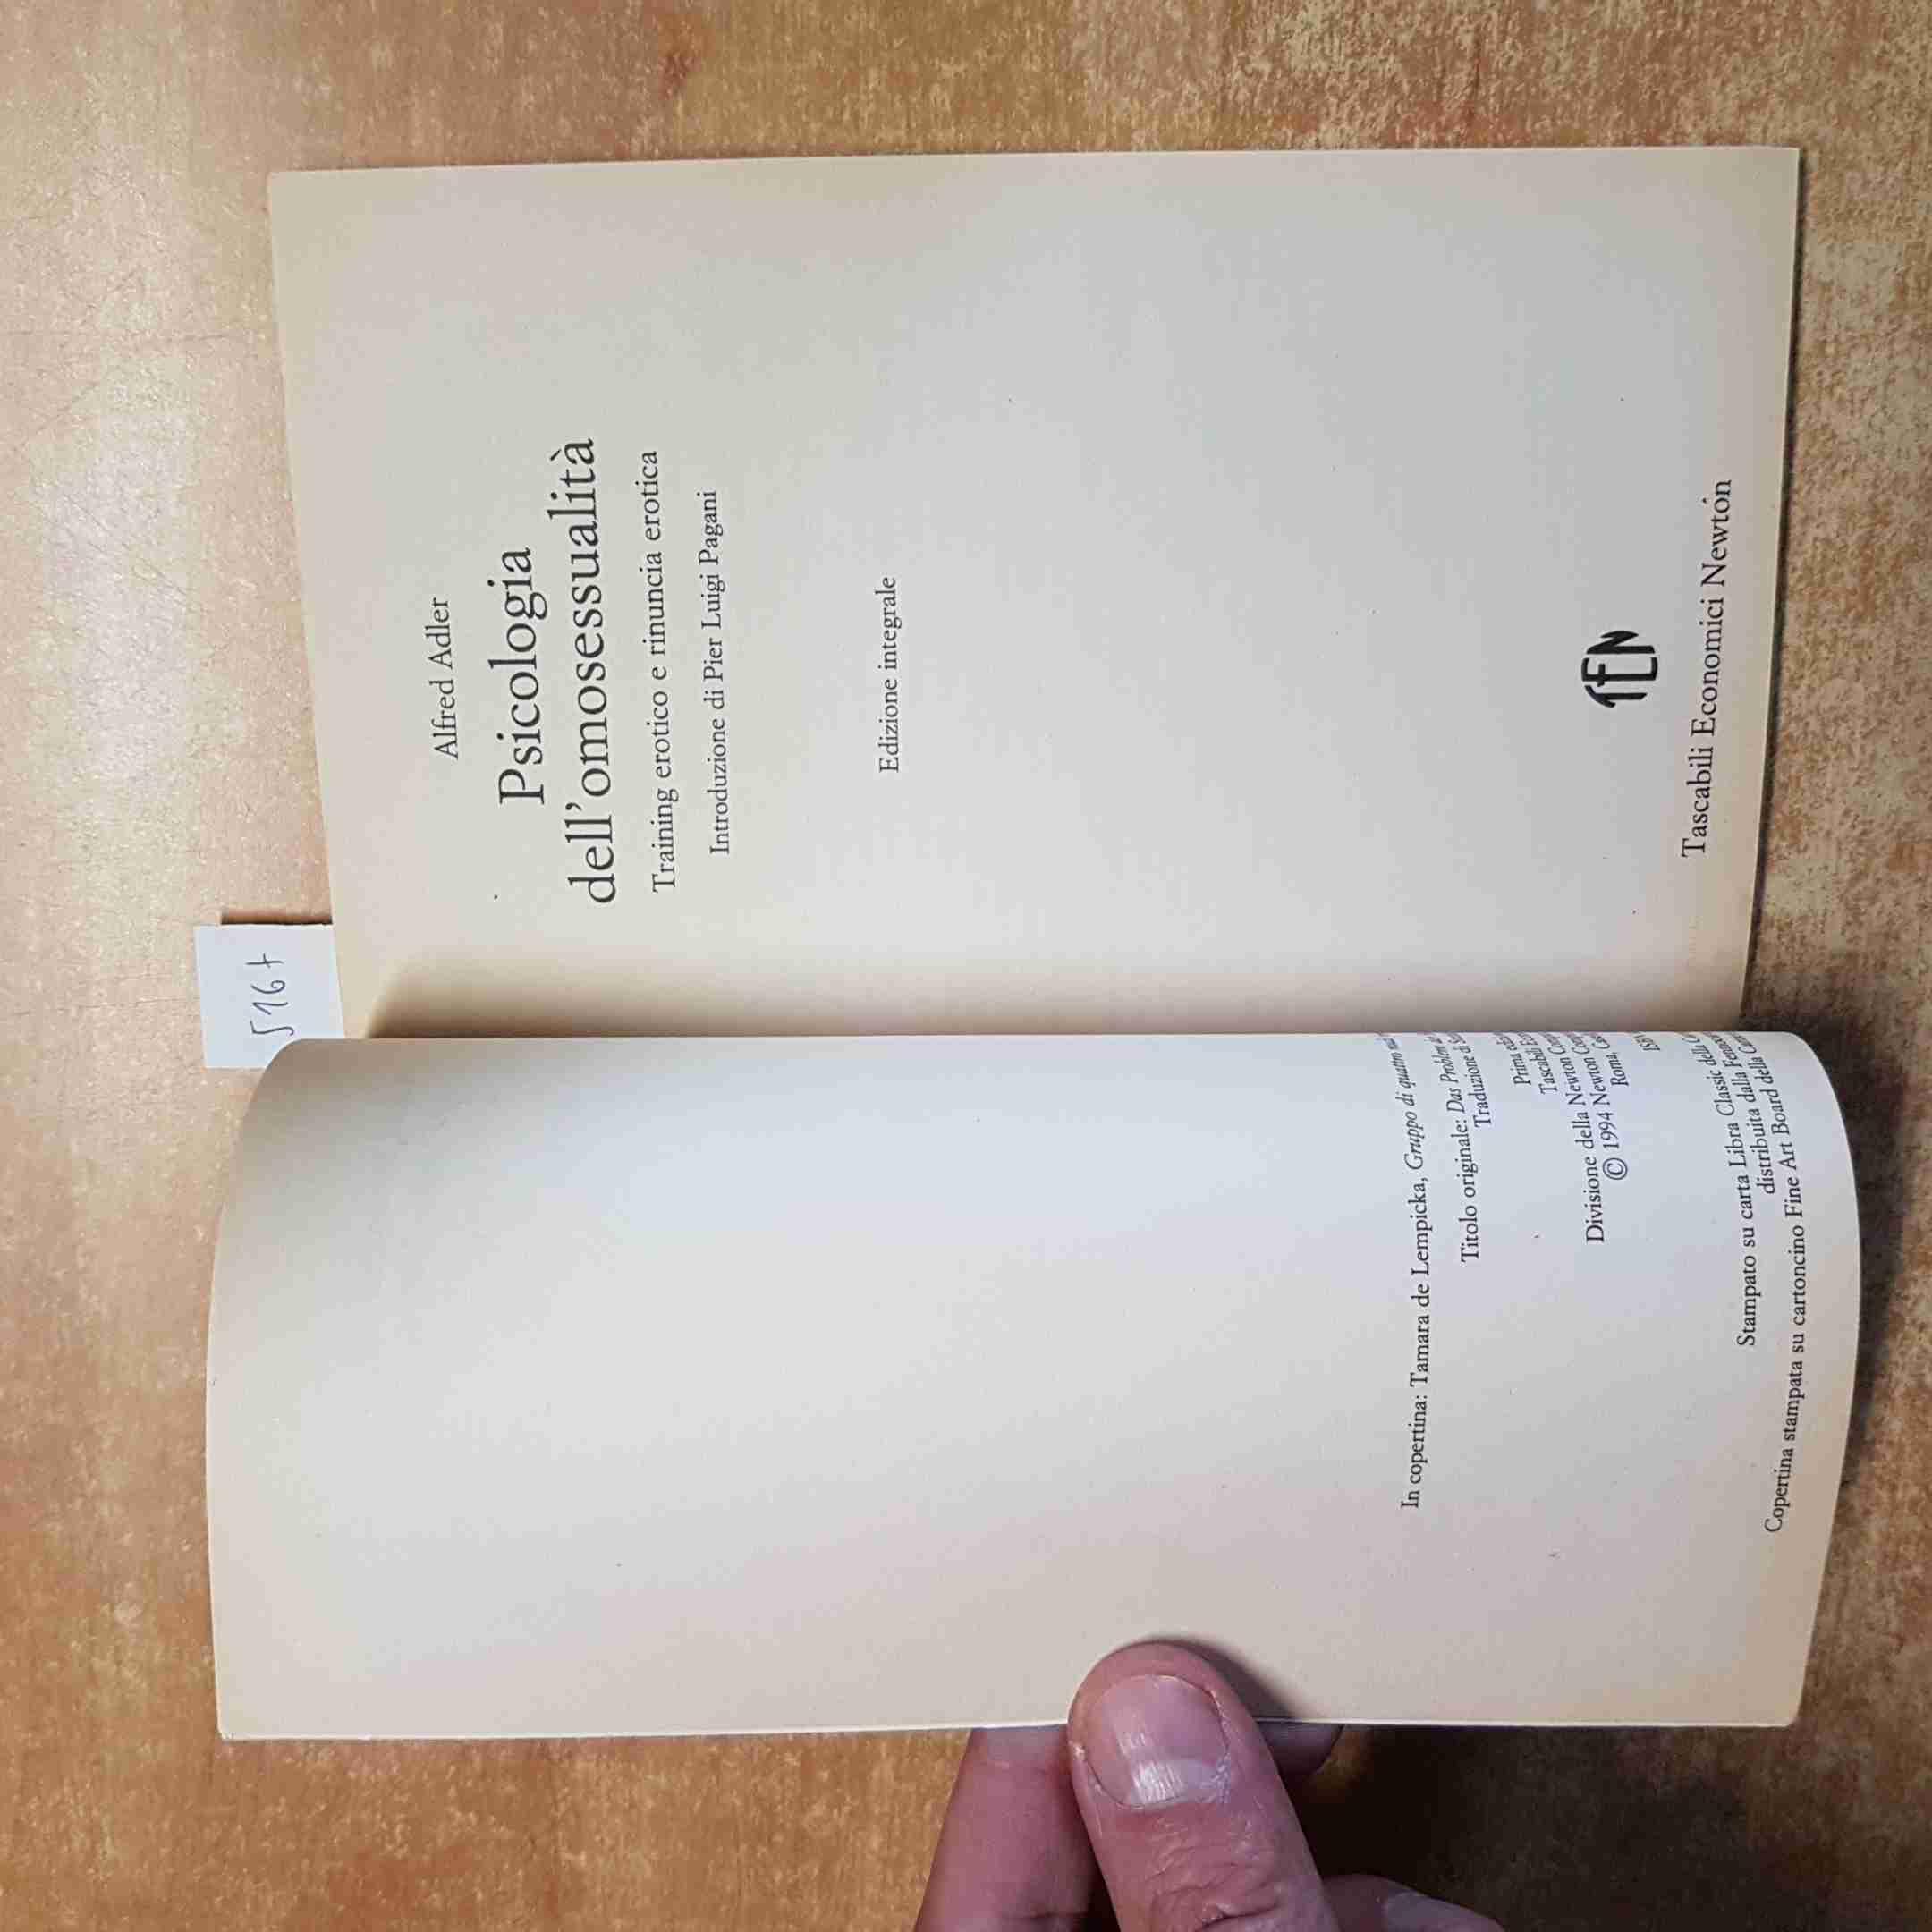 516t
In copertina: Tamara de Lempicka, Gruppo di quattro
Titolo originale: Das Problem
Traduzione di
Prima
Tascabili
Divisione della Newton
© 1994 Newton
Roma,
Stampato su carta Libra Classic della
distribuita dalla
Copertina stampata su cartoncino Fine Art Board della
Alfred Adler
Psicologia
dell'omosessualità
Training erotico e rinuncia erotica
Introduzione di Pier Luigi Pagani
Edizione integrale
TEN
Tascabili Economici Newton